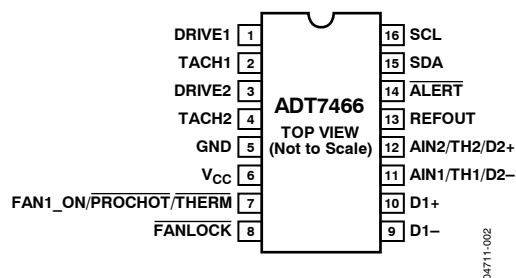 DRIVE1 1
TACH1 2
DRIVE2 3
TACH2 4
GND 5
VCC 6
FAN1_ON/PROCHOT/THERM 7
FANLOCK 8
ADT7466
TOP VIEW
(Not to Scale)
16 SCL
15 SDA
14 ALERT
13 REFOUT
12 AIN2/TH2/D2+
11 AIN1/TH1/D2–
10 D1+
9 D1–
04711-002